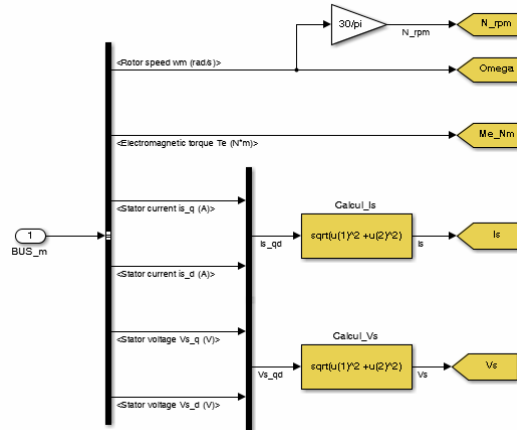 30/pi
N_rpm
N_rpm
<Rotor speed wm (rad/s)>
Omega
<Electromagnetic torque Te (N*m)>
Me_Nm
<Stator current is_q (A)>
Calcul_Is
1
BUS_m
Is_qd
sqrt(u(1)^2 +u(2)^2)
Is
Is
<Stator current is_d (A)>
<Stator voltage Vs_q (V)>
Calcul_Vs
Vs_qd
sqrt(u(1)^2 +u(2)^2)
Vs
Vs
<Stator voltage Vs_d (V)>